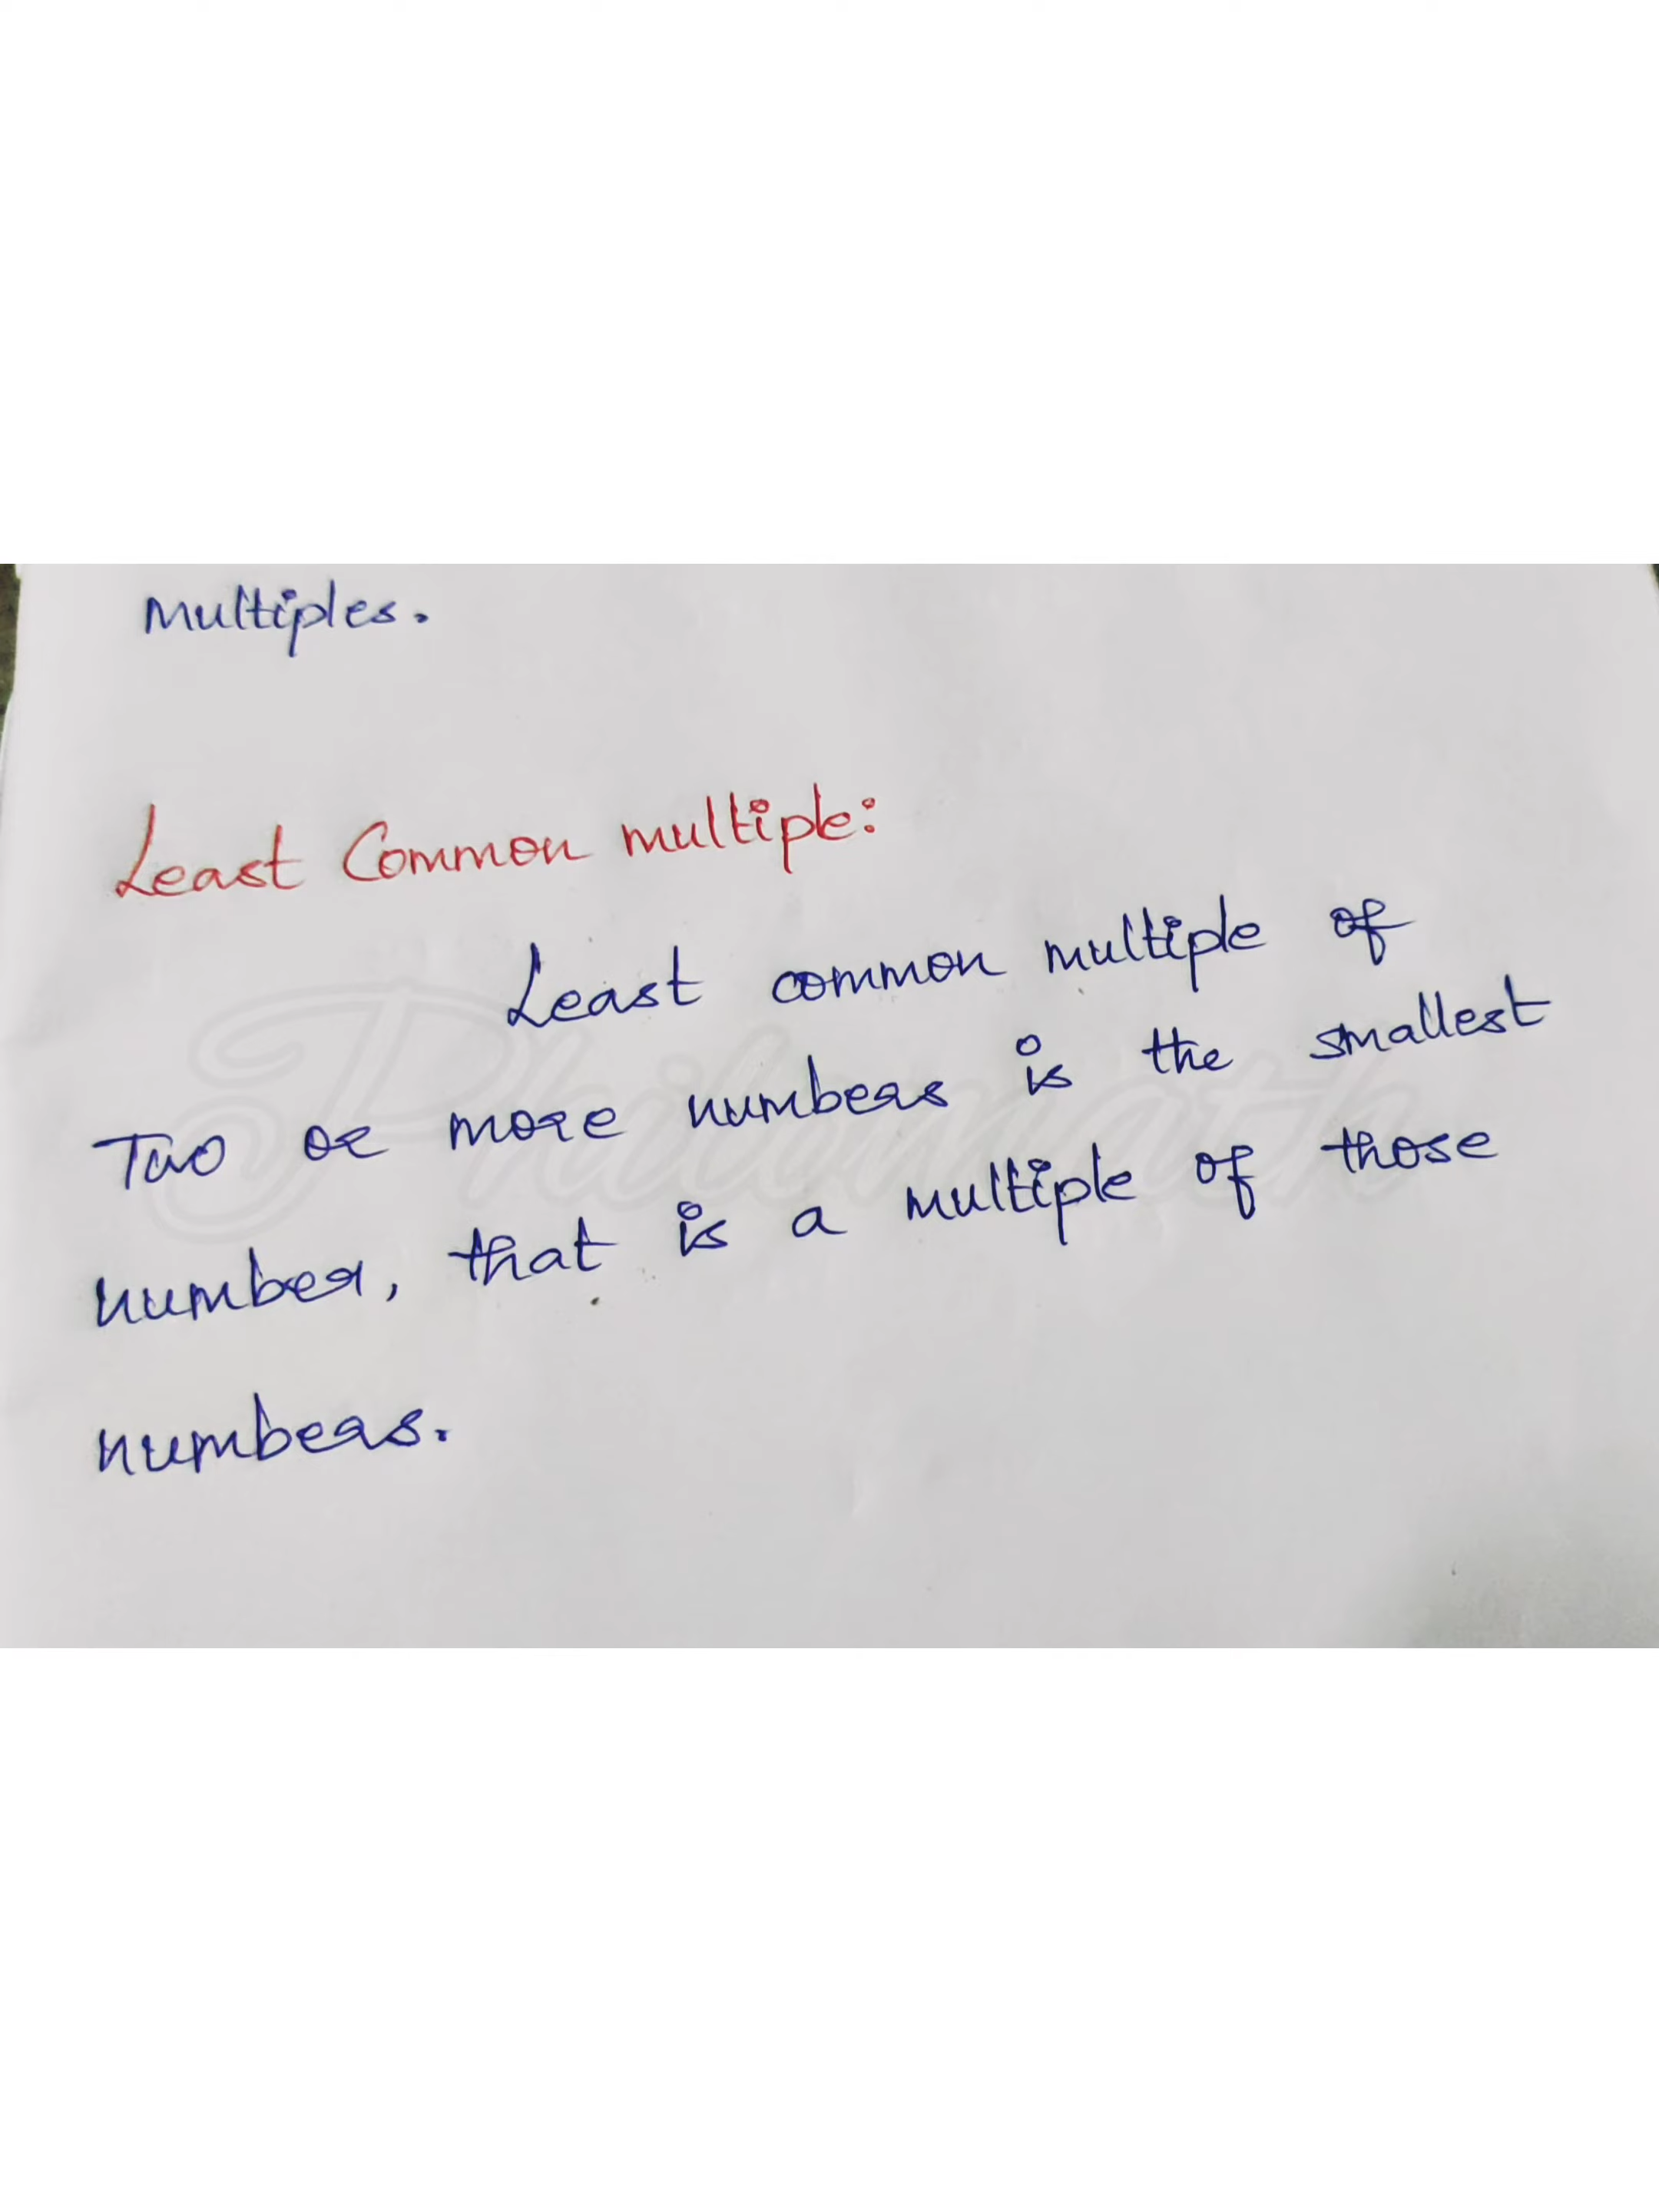 Multiples.
Least Common multiple:
Least common multiple of
Two or more numbers is the smallest
number, that is a multiple of those
numbers.
Philomath